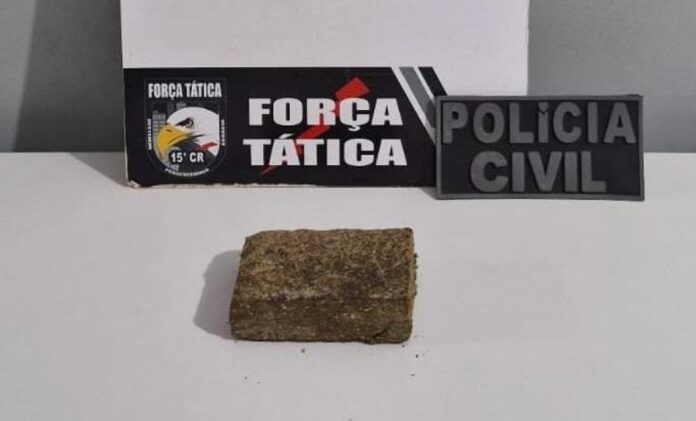 FORÇA TÁTICA
15° CR
FORÇA
TÁTICA
POLíCIA
CIVIL